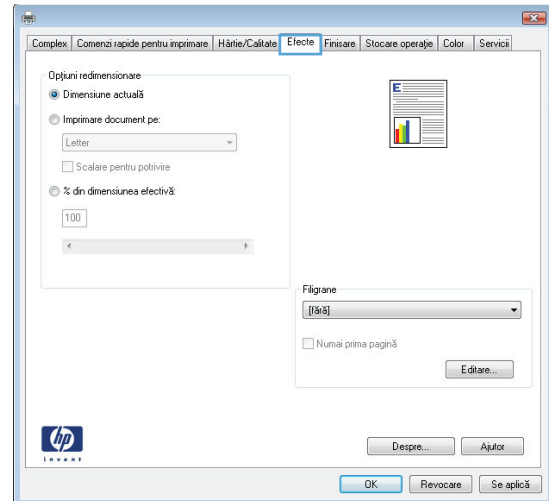 Complex Comenzi rapide pentru imprimare Hârtie/Calitate Efecte Finisare Stocare operaţie Color Servicii
Opţiuni redimensionare
Dimensiune actuală
Imprimare document pe:
Letter
Scalare pentru potrivire
% din dimensiunea efectivă:
100
E
Filigrane
[fără]
Numai prima pagină
Editare...
hp
invent
Despre... Ajutor
OK Revocare Se aplică